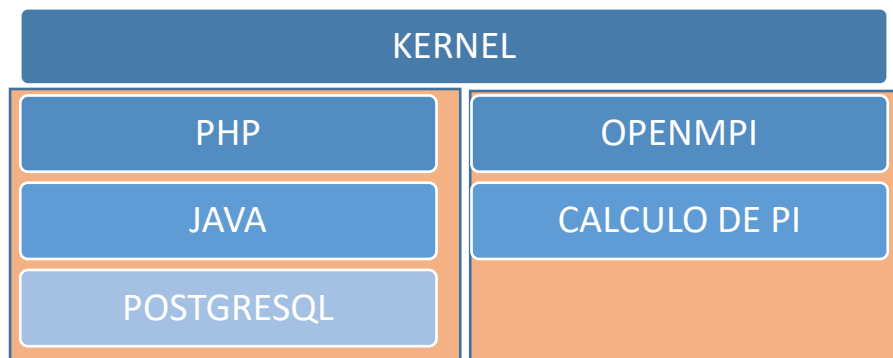 KERNEL
PHP
OPENMPI
JAVA
CALCULO DE PI
POSTGRESQL